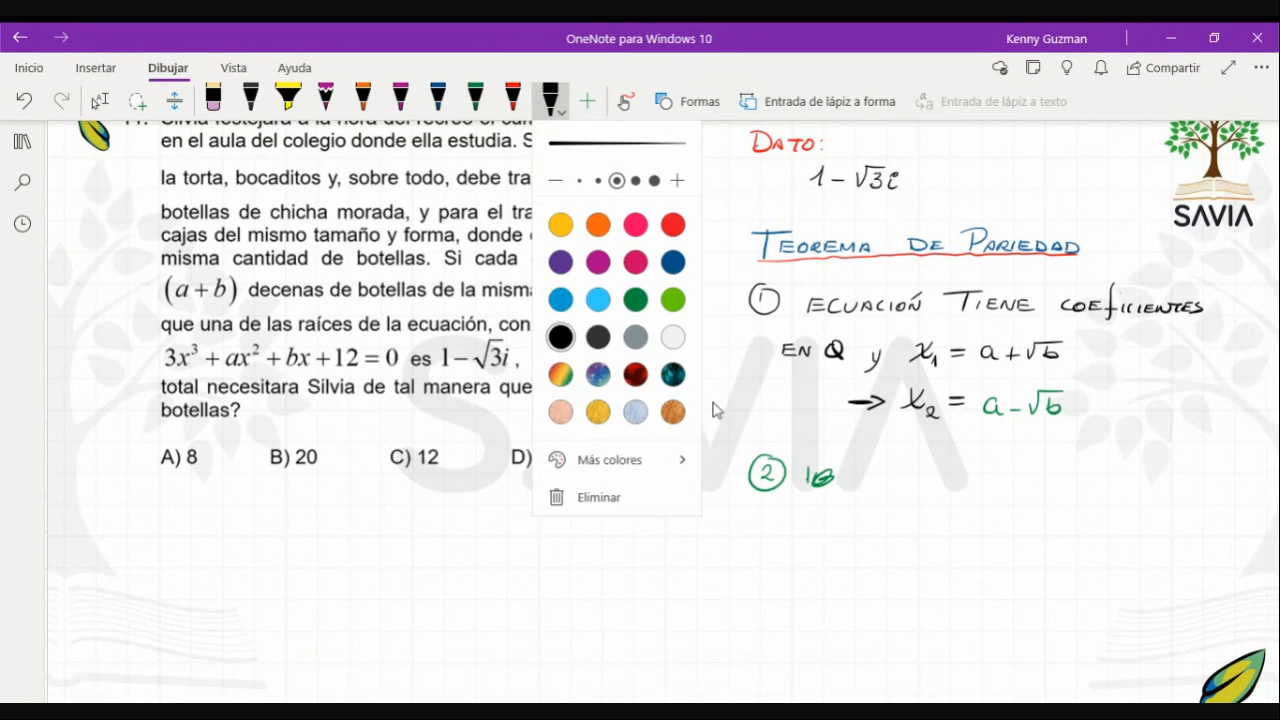 OneNote para Windows 10
Kenny Guzman
Inicio
Insertar
Dibujar
Vista
Ayuda
Compartir
Formas
Entrada de lápiz a forma
Entrada de lápiz a texto
en el aula del colegio donde ella estudia. S
la torta, bocaditos y, sobre todo, debe tra
botellas de chicha morada, y para el tra
cajas del mismo tamaño y forma, donde
misma cantidad de botellas. Si cada
(a+b) decenas de botellas de la misma
que una de las raíces de la ecuación, con
3x³ + ax² + bx + 12 = 0 es 1−√3i,
total necesitara Silvia de tal manera que
botellas?
A) 8 B) 20 C) 12 D)
Más colores
Eliminar
DATO:
1 - √3 i
TEOREMA DE PARIEDAD
① ECUACIÓN TIENE COEFICIENTES
EN Q y x₁ = a + √b
→ x₂ = a - √b
②
SAVIA
SAVIA